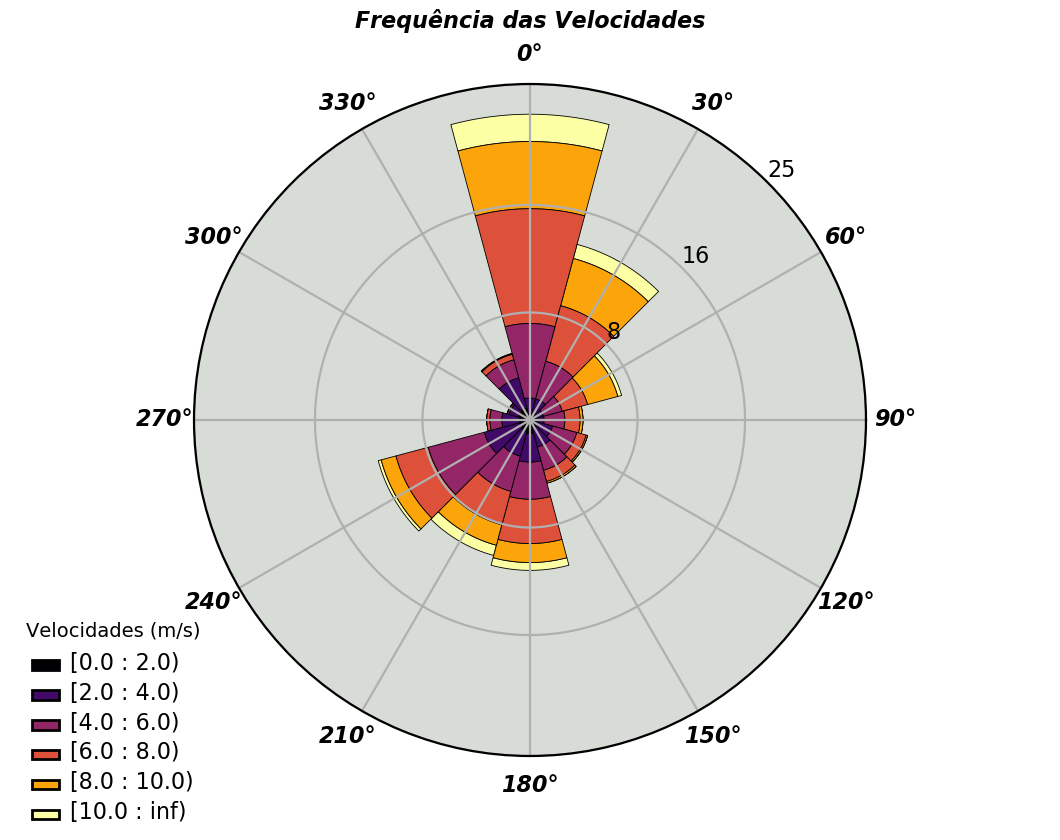 Frequência das Velocidades
0°
330°
30°
25
300°
60°
16
8
270°
90°
240°
120°
210°
150°
180°
Velocidades (m/s)
[0.0 : 2.0)
[2.0 : 4.0)
[4.0 : 6.0)
[6.0 : 8.0)
[8.0 : 10.0)
[10.0 : inf)